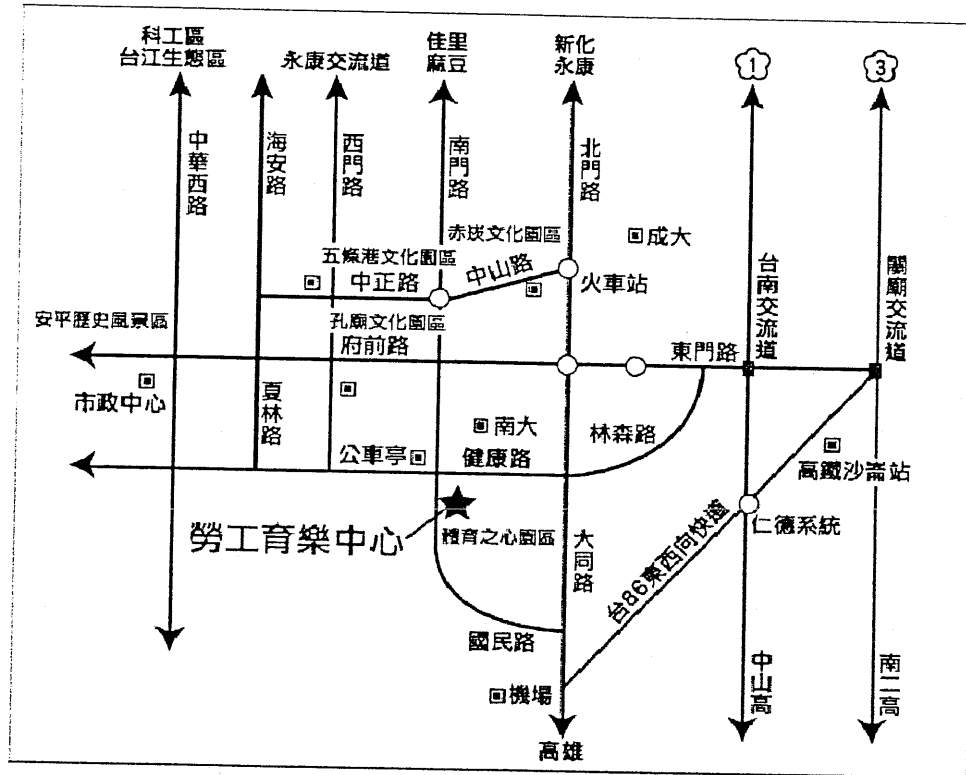 科工區
台江生態區
永康交流道
佳里
麻豆
新化
永康
1
3
中華西路
海安路
西門路
南門路
北門路
赤崁文化園區
成大
五條港文化園區
中正路
中山路
火車站
台南交流道
關廟交流道
安平歷史風景區
孔廟文化園區
府前路
東門路
市政中心
夏林路
南大
林森路
公車亭
健康路
高鐵沙崙站
勞工育樂中心
體育之心園區
大同路
仁德系統
台86東西向快道
國民路
機場
中山高
南二高
高雄